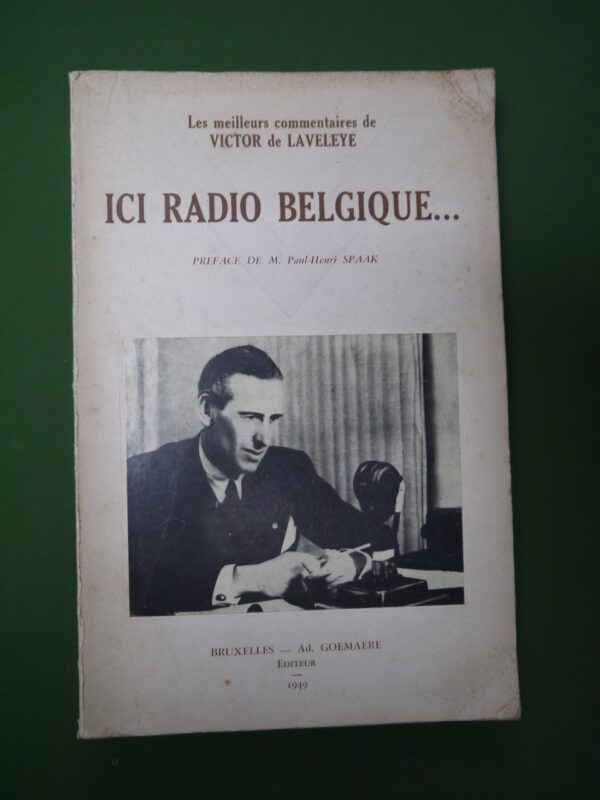 Les meilleurs commentaires de
VICTOR de LAVELEYE
ICI RADIO BELGIQUE...
PREFACE DE M. Paul-Henri SPAAK
BRUXELLES — Ad. GOEMAERE
EDITEUR
1949